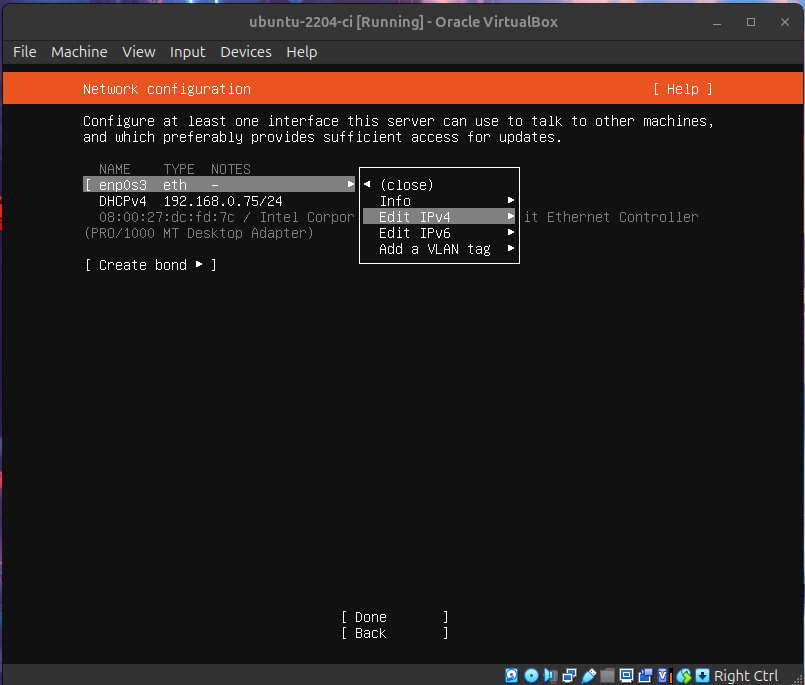 ubuntu-2204-ci [Running] - Oracle VirtualBox
File Machine View Input Devices Help
Network configuration [ Help ]
Configure at least one interface this server can use to talk to other machines,
and which preferably provides sufficient access for updates.
NAME TYPE NOTES
[ enp0s3 eth - ▸
DHCPv4 192.168.0.75/24
08:00:27:dc:fd:7c / Intel Corpor
it Ethernet Controller
(PRO/1000 MT Desktop Adapter)
◂ (close)
Info ▸
Edit IPv4 ▸
Edit IPv6 ▸
Add a VLAN tag ▸
[ Create bond ▸ ]
[ Done ]
[ Back ]
Right Ctrl